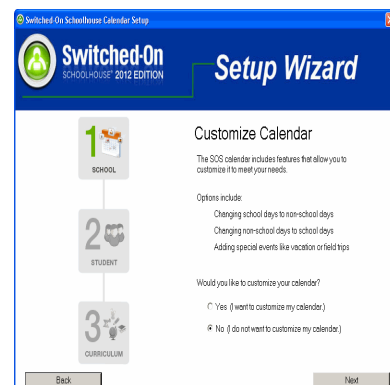 Switched-On Schoolhouse Calendar Setup
Switched-On
SCHOOLHOUSE® 2012 EDITION
Setup Wizard
1
SCHOOL
2
STUDENT
3
CURRICULUM
Customize Calendar
The SOS calendar includes features that allow you to
customize it to meet your needs.
Options include:
Changing school days to non-school days
Changing non-school days to school days
Adding special events like vacation or field trips
Would you like to customize your calendar?
Yes (I want to customize my calendar.)
No (I do not want to customize my calendar.)
Back
Next